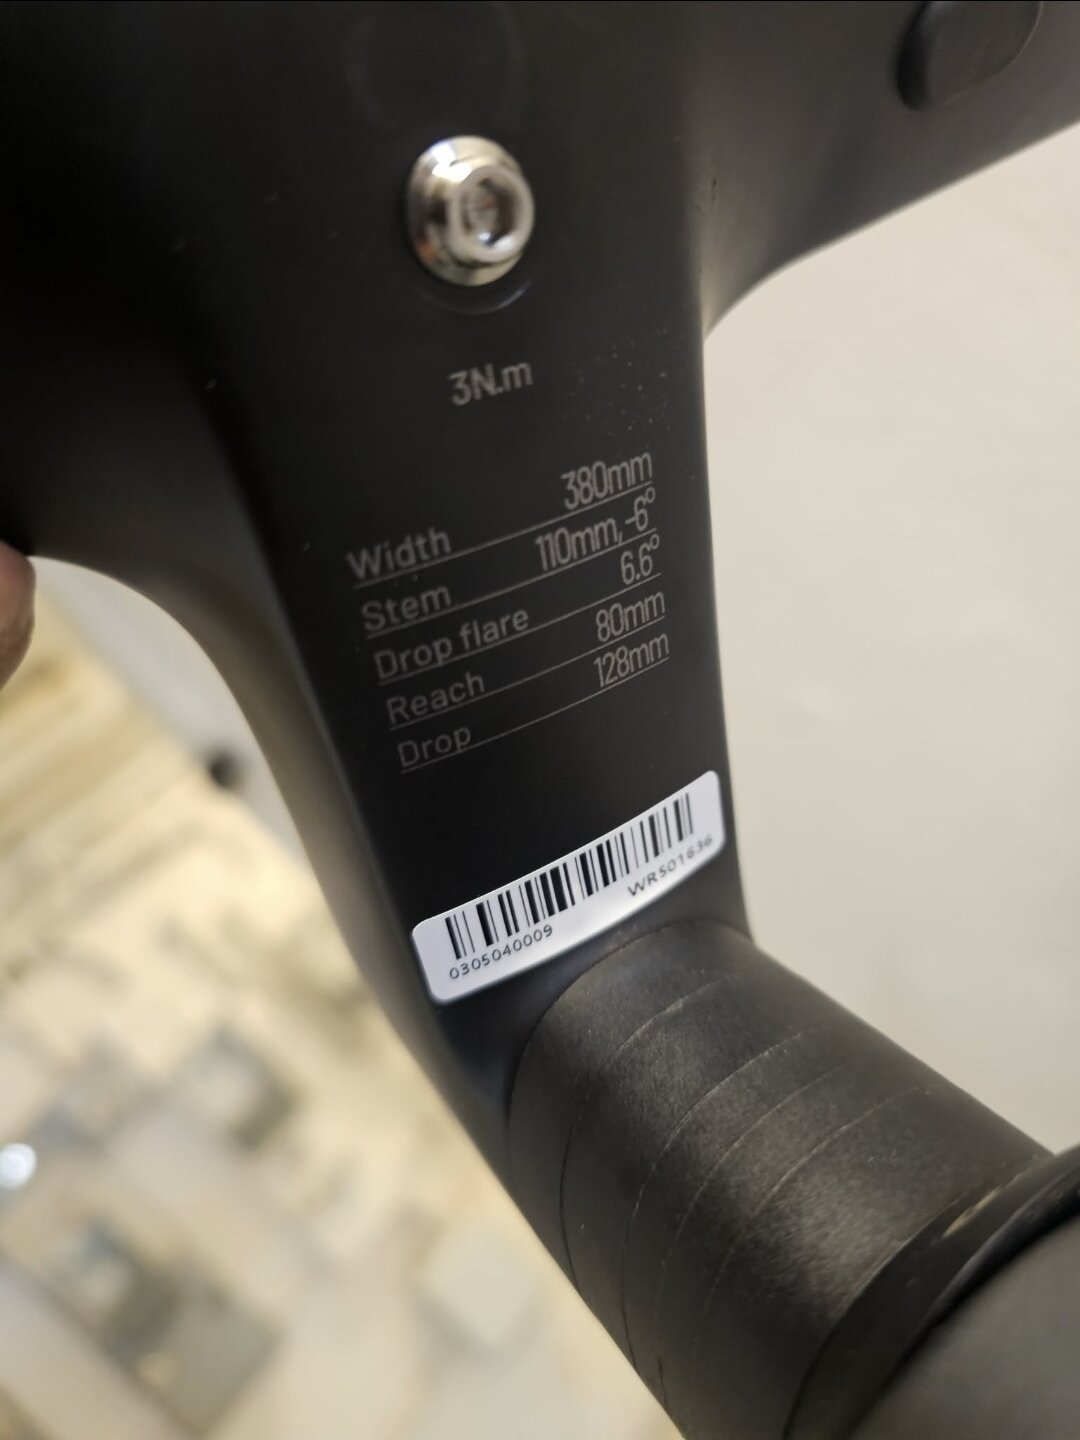 3N.m
Width 380mm
Stem 110mm, -6°
Drop flare 6.6°
Reach 80mm
Drop 128mm
0305040009 WR501636